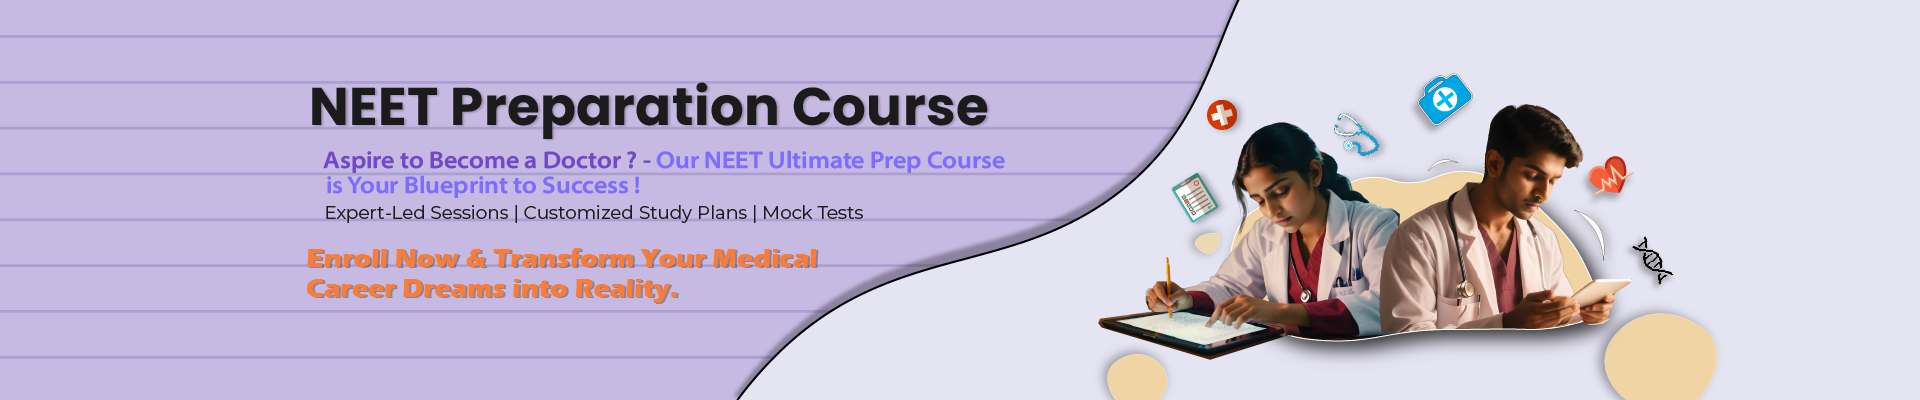 NEET Preparation Course
Aspire to Become a Doctor ? - Our NEET Ultimate Prep Course
is Your Blueprint to Success !
Expert-Led Sessions | Customized Study Plans | Mock Tests
Enroll Now & Transform Your Medical
Career Dreams into Reality.